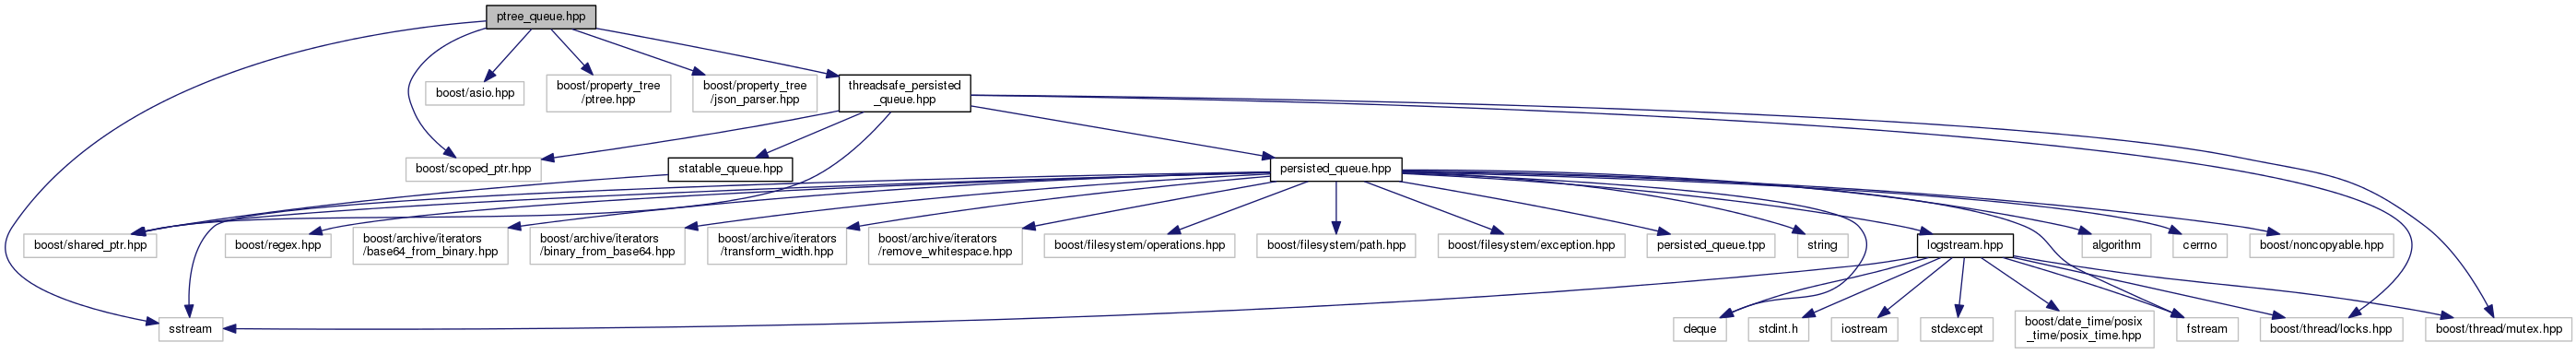 ptree_queue.hpp
boost/asio.hpp
boost/property_tree
/ptree.hpp
boost/property_tree
/json_parser.hpp
threadsafe_persisted
_queue.hpp
boost/scoped_ptr.hpp
statable_queue.hpp
persisted_queue.hpp
boost/shared_ptr.hpp
boost/regex.hpp
boost/archive/iterators
/base64_from_binary.hpp
boost/archive/iterators
/binary_from_base64.hpp
boost/archive/iterators
/transform_width.hpp
boost/archive/iterators
/remove_whitespace.hpp
boost/filesystem/operations.hpp
boost/filesystem/path.hpp
boost/filesystem/exception.hpp
persisted_queue.tpp
string
logstream.hpp
algorithm
cerrno
boost/noncopyable.hpp
sstream
deque
stdint.h
iostream
stdexcept
boost/date_time/posix
_time/posix_time.hpp
fstream
boost/thread/locks.hpp
boost/thread/mutex.hpp